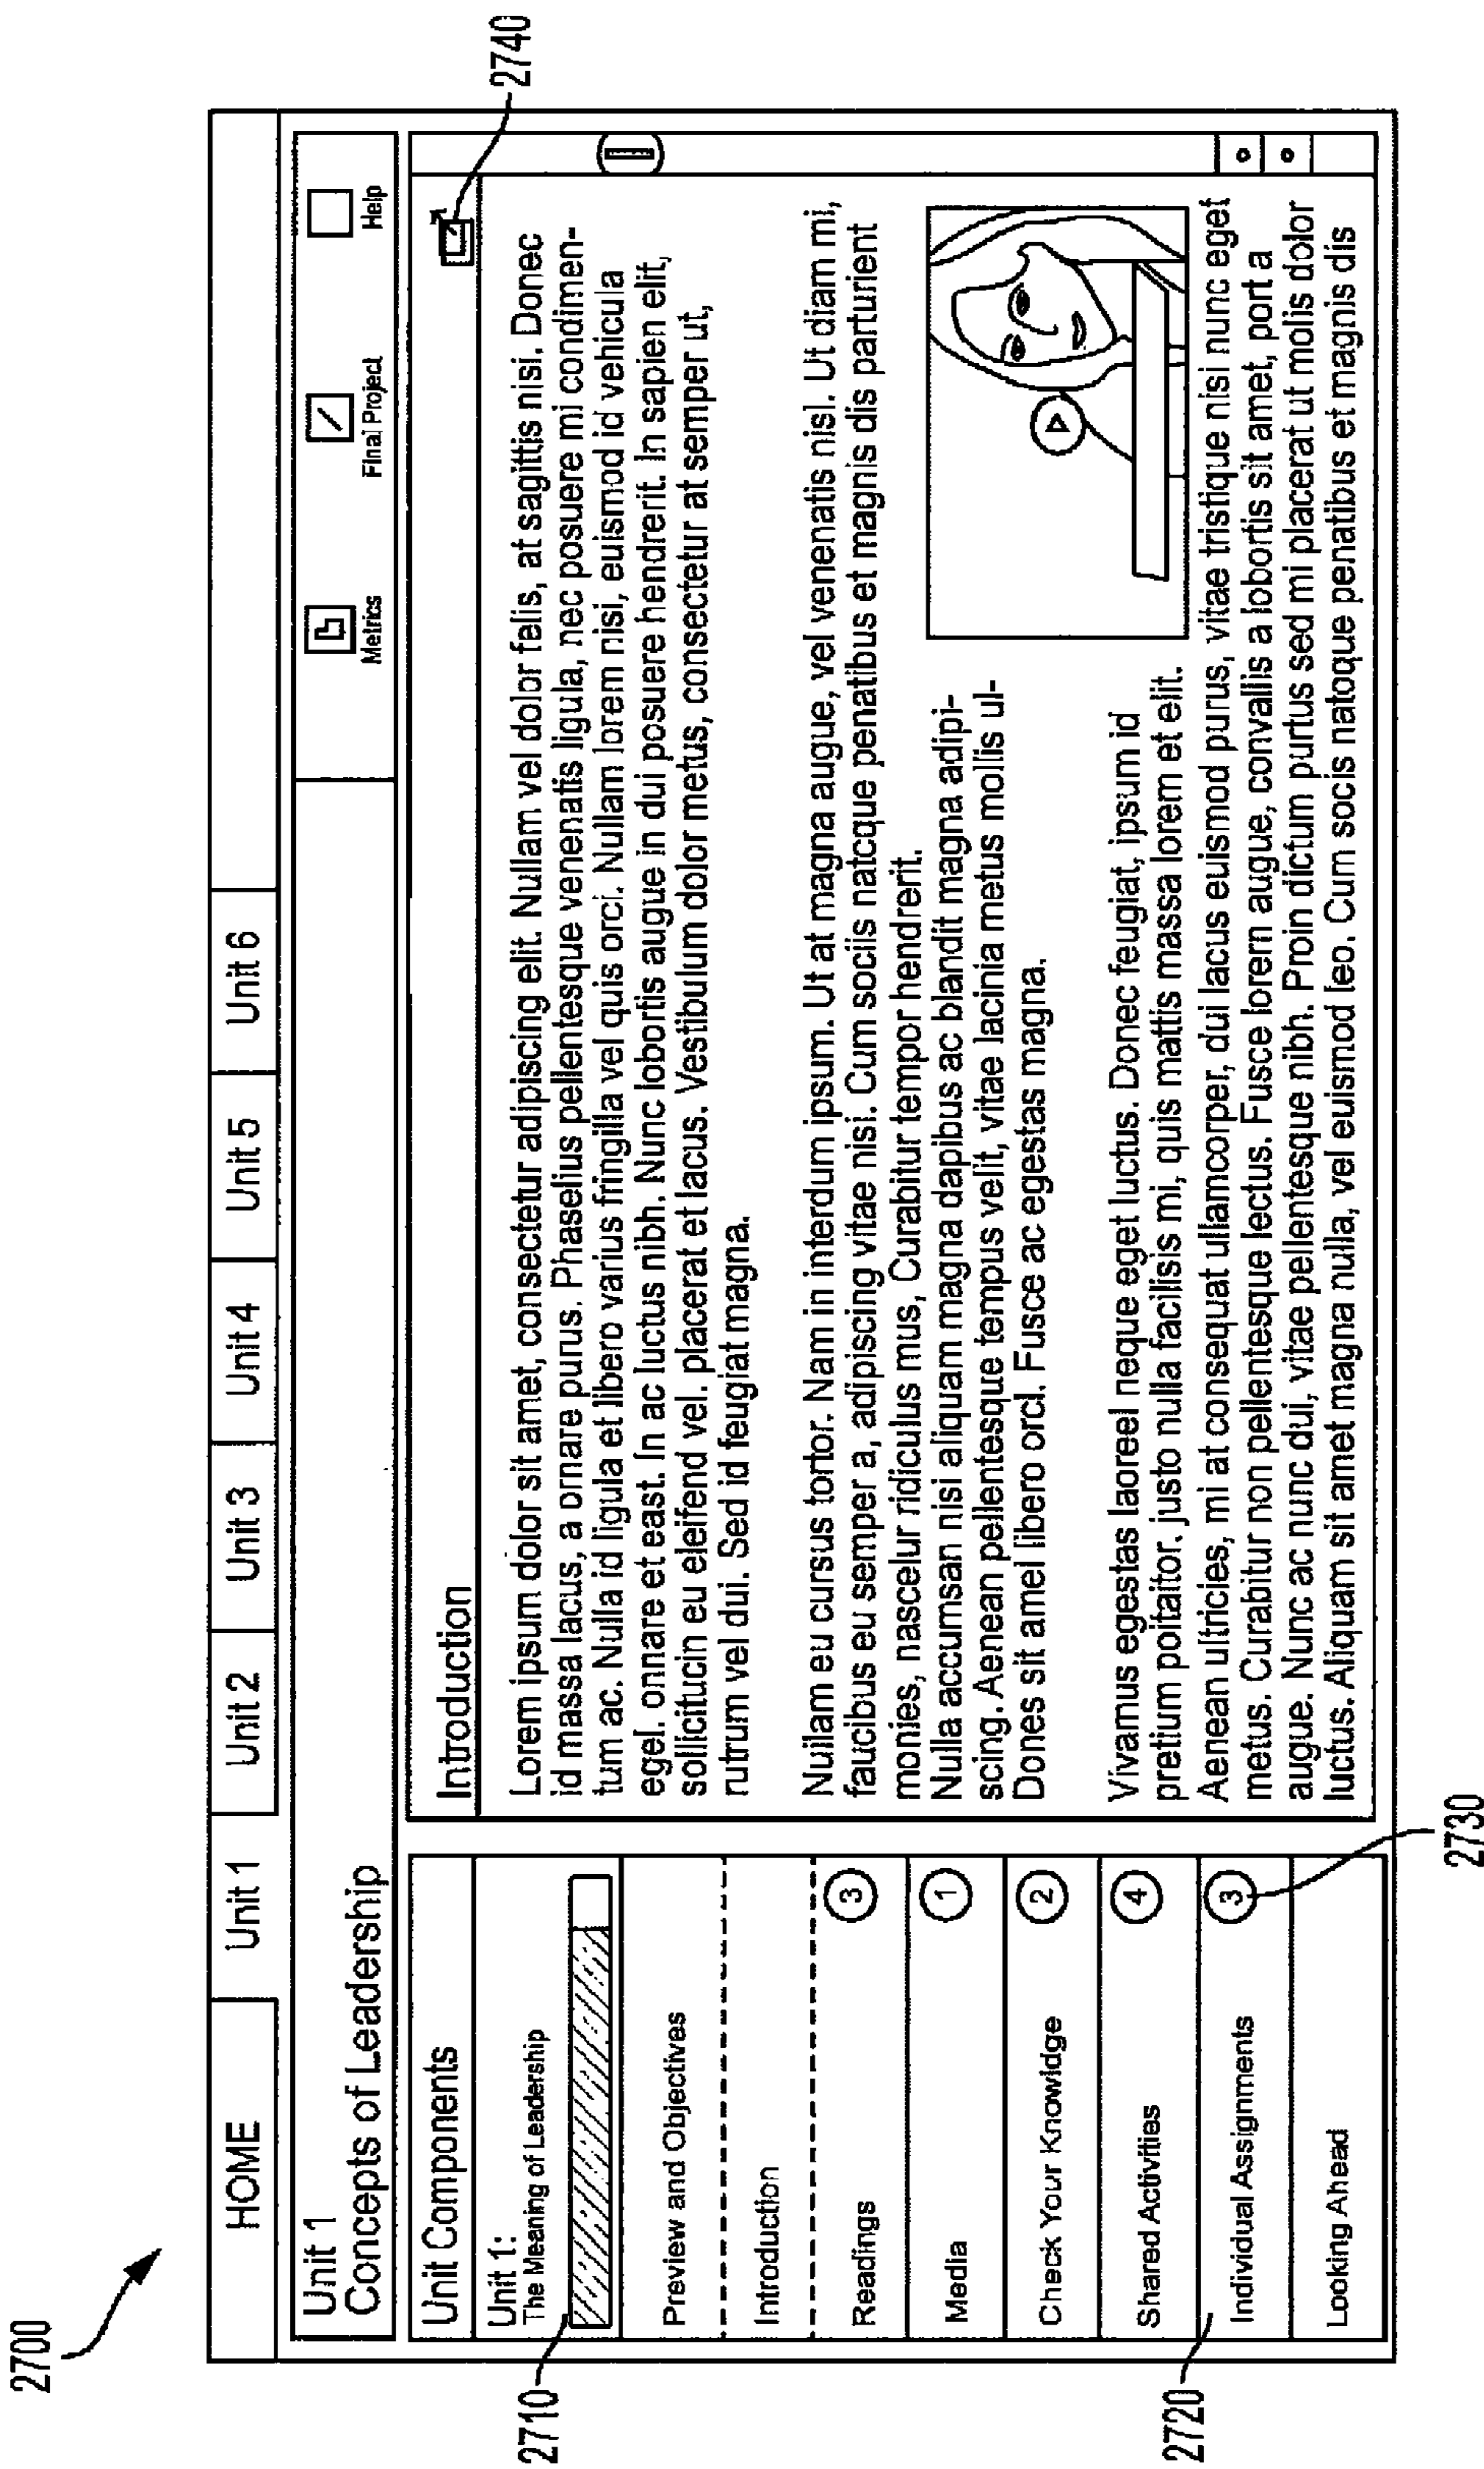 2700
HOME
Unit 1
Unit 2
Unit 3
Unit 4
Unit 5
Unit 6
Unit 1
Concepts of Leadership
Metrics
Final Project
Help
Unit Components
Unit 1:
The Meaning of Leadership
2710
Preview and Objectives
Introduction
Readings 3
Media 1
Check Your Knowldge 2
Shared Activities 4
2720
Individual Assignments 3
2730
Looking Ahead
Introduction
2740
Lorem ipsum dolor sit amet, consectetur adipiscing elit. Nullam vel dolor felis, at sagittis nisi. Donec
id massa lacus, a ornare purus. Phaselius pellentesque venenatis ligula, nec posuere mi condimen-
tum ac. Nulla id ligula et libero varius fringilla vel quis orci. Nullam lorem nisi, euismod id vehicula
egel. onnare et east. In ac luctus nibh. Nunc lobortis augue in dui posuere hendrerit. In sapien elit,
sollicitucin eu eleifend vel. placerat et lacus. Vestibulum dolor metus, consectetur at semper ut,
rutrum vel dui. Sed id feugiat magna.
Nullam eu cursus tortor. Nam in interdum ipsum. Ut at magna augue, vel venenatis nisl. Ut diam mi,
faucibus eu semper a, adipiscing vitae nisi. Cum sociis natcque penatibus et magnis dis parturient
monies, nascelur ridiculus mus, Curabitur tempor hendrerit.
Nulla accumsan nisi aliquam magna dapibus ac blandit magna adipi-
scing. Aenean pellentesque tempus velit, vitae lacinia metus mollis ul-
Dones sit amel libero orcl. Fusce ac egestas magna.
Vivamus egestas laoreel neque eget luctus. Donec feugiat, ipsum id
pretium poitaitor. justo nulla facilisis mi, quis mattis massa lorem et elit.
Aenean ultricies, mi at consequat ullamcorper, dui lacus euismod purus, vitae tristique nisi nunc eget
metus. Curabitur non pellentesque lectus. Fusce lorem augue, convallis a lobortis sit amet, port a
augue. Nunc ac nunc dui, vitae pellentesque nibh. Proin dictum purtus sed mi placerat ut molis dolor
luctus. Aliquam sit amet magna nulla, vel euismod leo. Cum socis natoque penatibus et magnis dis